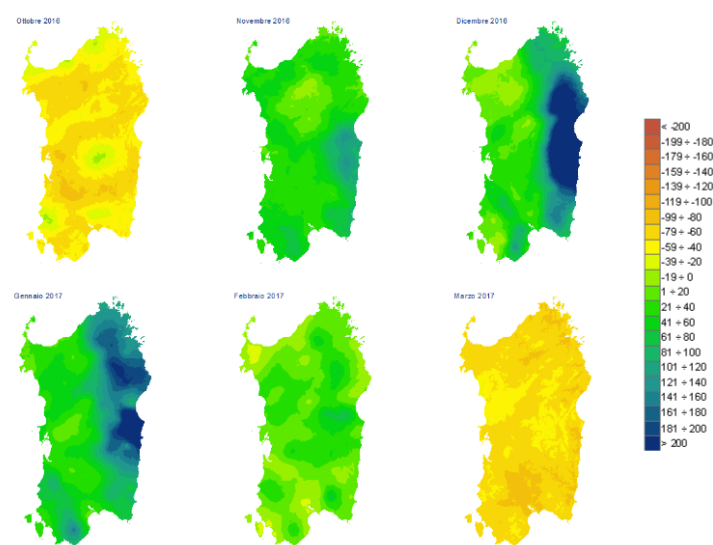 Ottobre 2016
Novembre 2016
Dicembre 2016
< -200
-199 ÷ -180
-179 ÷ -160
-159 ÷ -140
-139 ÷ -120
-119 ÷ -100
-99 ÷ -80
-79 ÷ -60
-59 ÷ -40
-39 ÷ -20
-19 ÷ 0
1 ÷ 20
21 ÷ 40
41 ÷ 60
61 ÷ 80
81 ÷ 100
101 ÷ 120
121 ÷ 140
141 ÷ 160
161 ÷ 180
181 ÷ 200
> 200
Gennaio 2017
Febbraio 2017
Marzo 2017